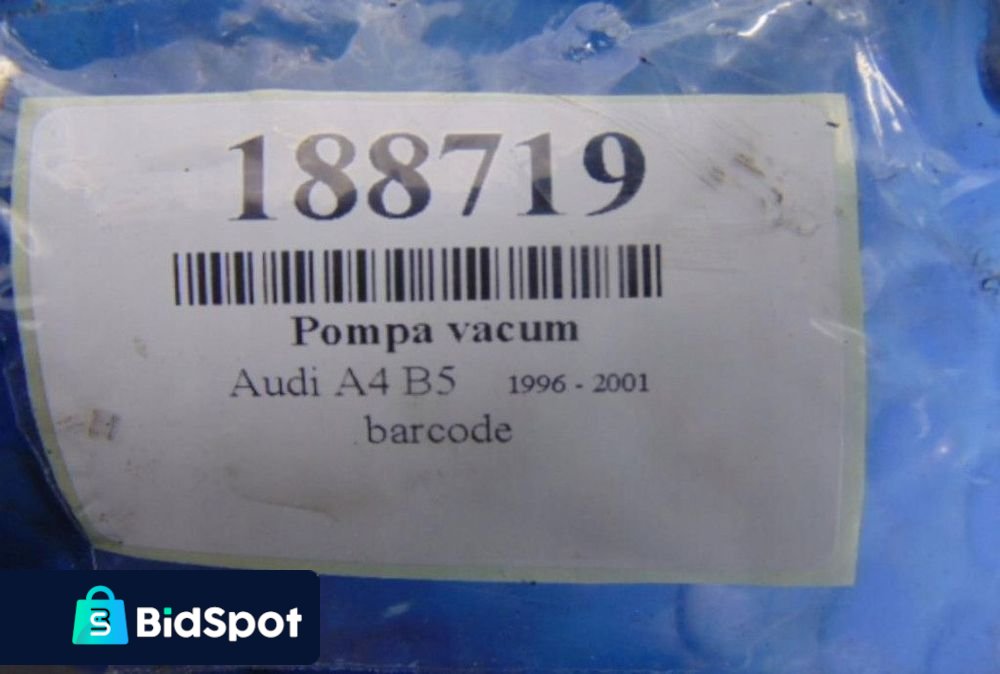 188719
Pompa vacum
Audi A4 B5 1996 - 2001
barcode
BidSpot